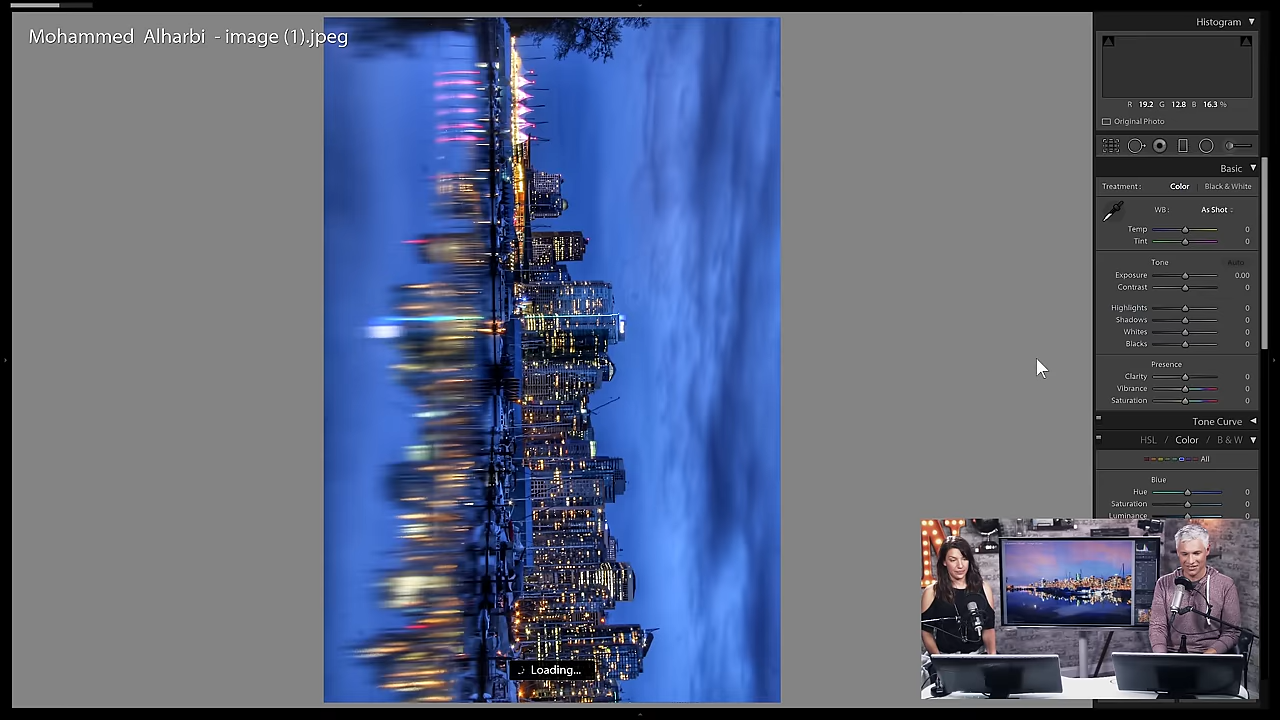 Mohammed Alharbi - image (1).jpeg
Histogram
R 19.2 G 12.8 B 16.3 %
Original Photo
Basic
Treatment: Color | Black & White
WB: As Shot
Temp 0
Tint 0
Tone Auto
Exposure 0.00
Contrast 0
Highlights 0
Shadows 0
Whites 0
Blacks 0
Presence
Clarity 0
Vibrance 0
Saturation 0
Tone Curve
HSL / Color / B & W
All
Blue
Hue 0
Saturation 0
Luminance 0
Loading...